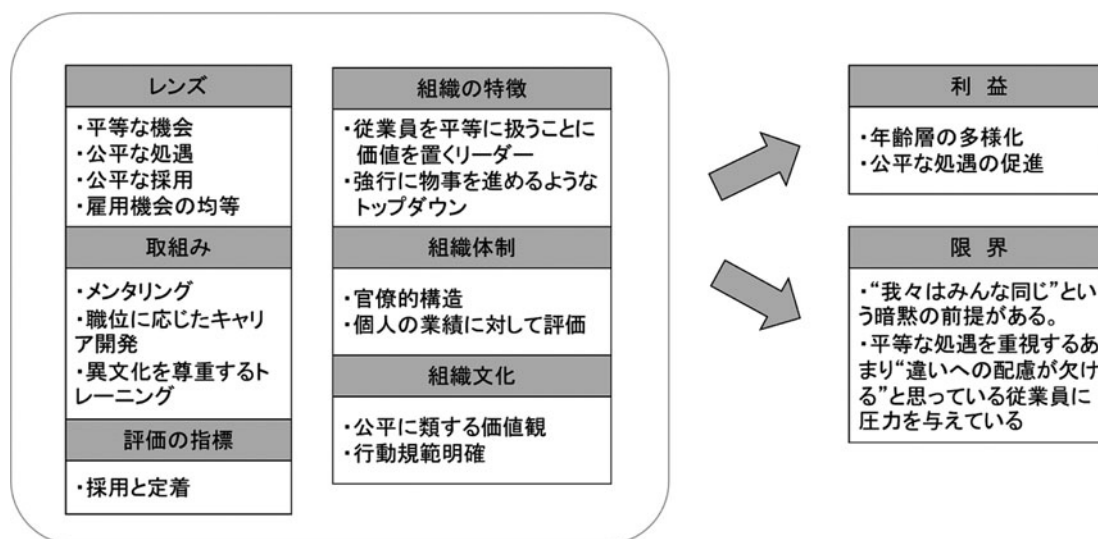 レンズ
・平等な機会
・公平な処遇
・公平な採用
・雇用機会の均等
取組み
・メンタリング
・職位に応じたキャリ
ア開発
・異文化を尊重するト
レーニング
評価の指標
・採用と定着
組織の特徴
・従業員を平等に扱うことに
価値を置くリーダー
・強行に物事を進めるような
トップダウン
組織体制
・官僚的構造
・個人の業績に対して評価
組織文化
・公平に類する価値観
・行動規範明確
利 益
・年齢層の多様化
・公平な処遇の促進
限 界
・“我々はみんな同じ”とい
う暗黙の前提がある。
・平等な処遇を重視するあ
まり“違いへの配慮が欠け
る”と思っている従業員に
圧力を与えている